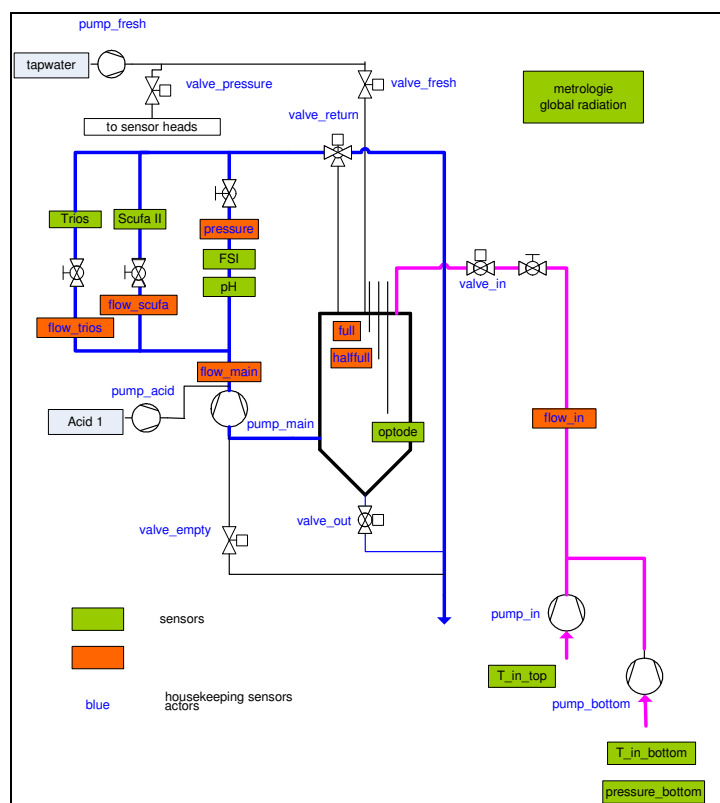 pump_fresh
tapwater
valve_pressure
valve_fresh
metrologie
global radiation
to sensor heads
valve_return
Trios
Scufa II
pressure
FSI
pH
flow_scufa
flow_trios
valve_in
full
halffull
flow_main
pump_acid
Acid 1
pump_main
optode
flow_in
valve_empty
valve_out
pump_in
sensors
T_in_top
blue
housekeeping sensors
actors
pump_bottom
T_in_bottom
pressure_bottom